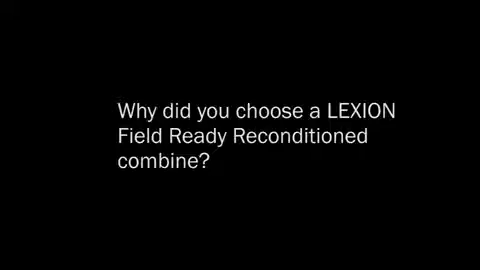 Why did you choose a LEXION
Field Ready Reconditioned
combine?